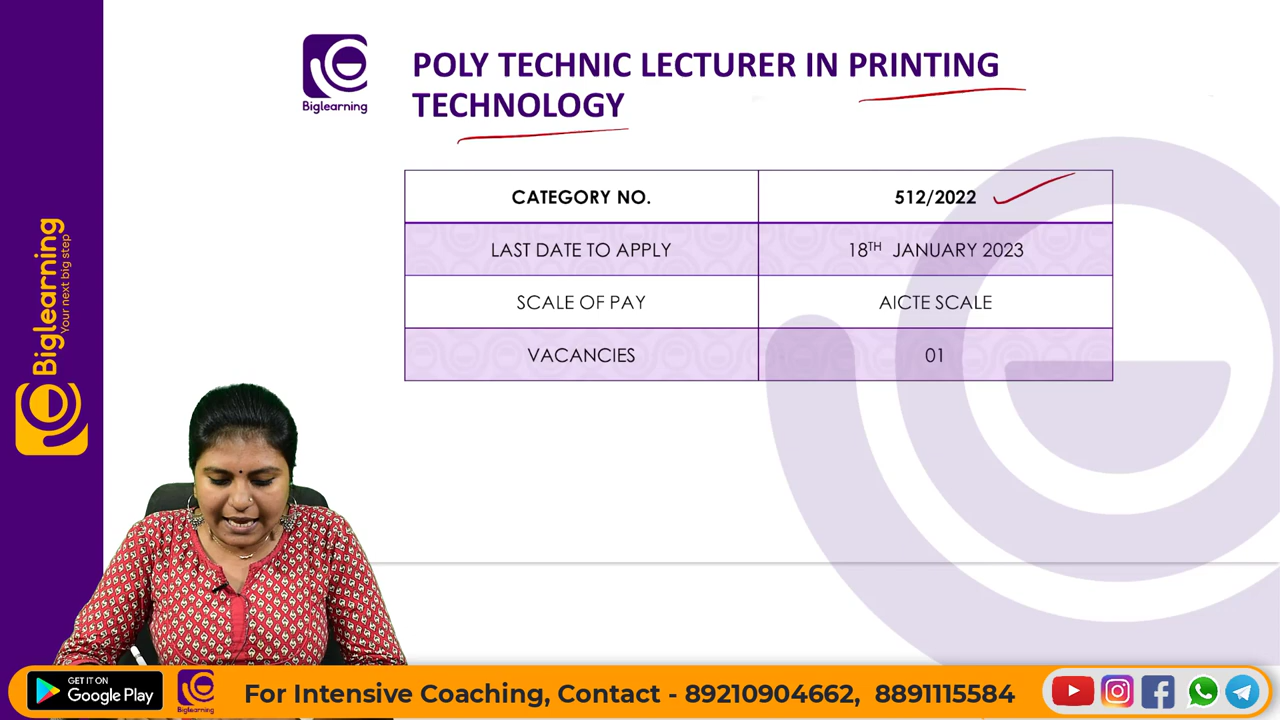 POLY TECHNIC LECTURER IN PRINTING
TECHNOLOGY
Biglearning
CATEGORY NO. 512/2022
LAST DATE TO APPLY 18TH JANUARY 2023
SCALE OF PAY AICTE SCALE
VACANCIES 01
Biglearning
Your next big step
GET IT ON
Google Play
Biglearning
For Intensive Coaching, Contact - 89210904662, 8891115584